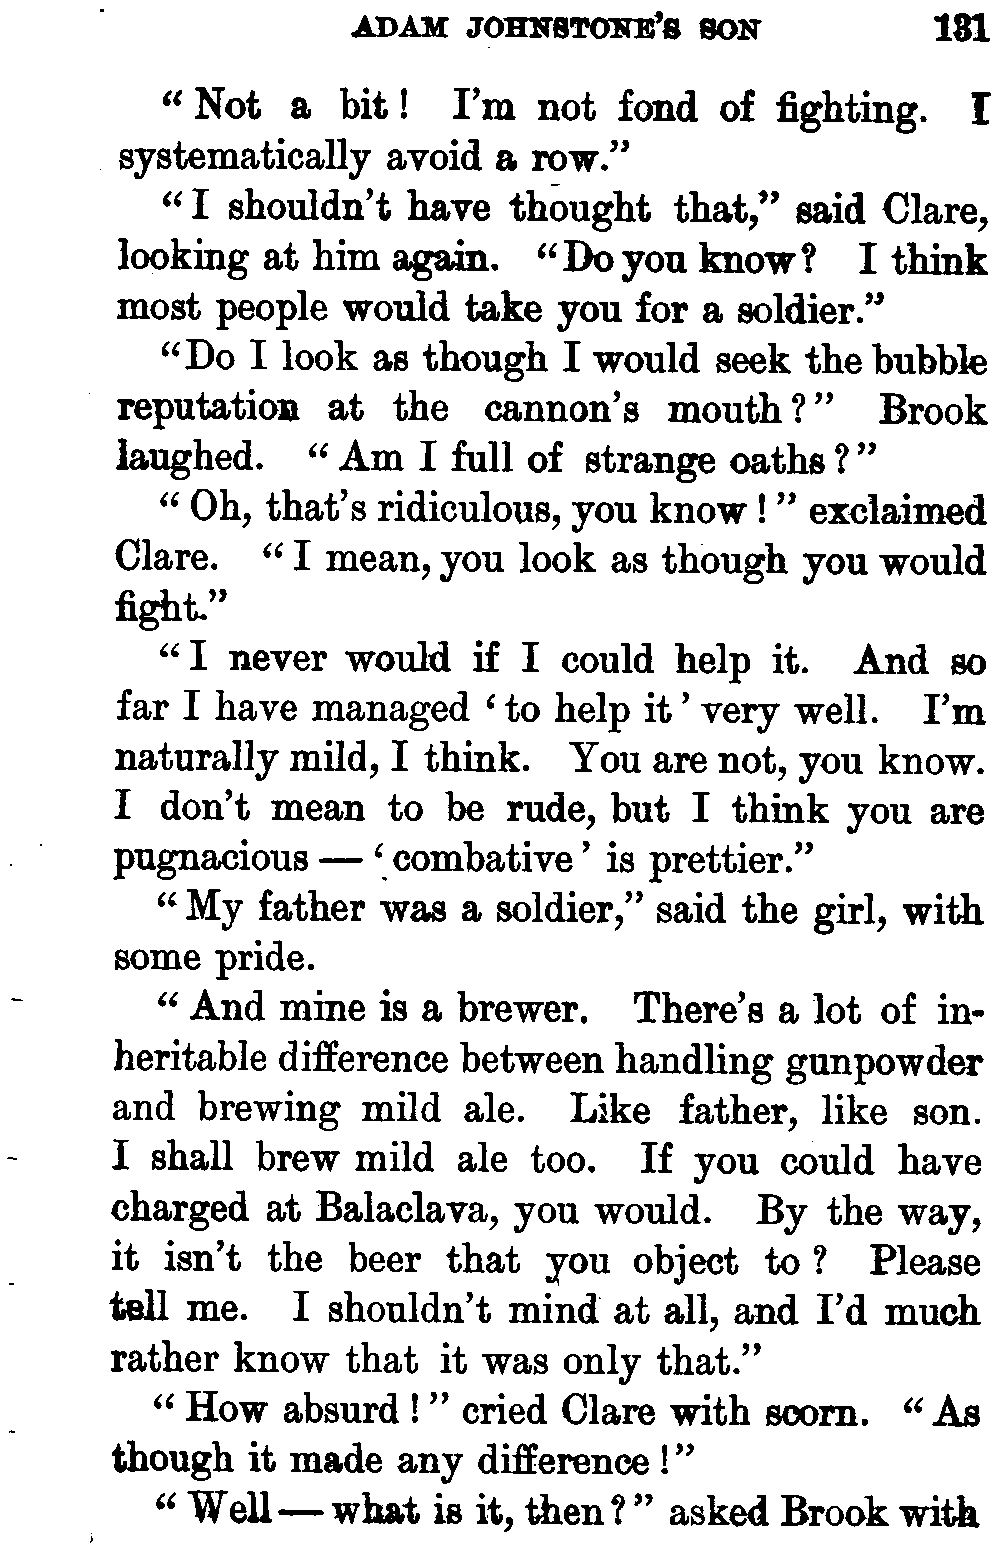 ADAM JOHNSTONE'S SON 131
“Not a bit! I'm not fond of fighting. I
systematically avoid a row.”
“I shouldn't have thought that,” said Clare,
looking at him again. “Do you know? I think
most people would take you for a soldier.”
“Do I look as though I would seek the bubble
reputation at the cannon's mouth?” Brook
laughed. “Am I full of strange oaths?”
“Oh, that's ridiculous, you know!” exclaimed
Clare. “I mean, you look as though you would
fight.”
“I never would if I could help it. And so
far I have managed ‘to help it’ very well. I'm
naturally mild, I think. You are not, you know.
I don't mean to be rude, but I think you are
pugnacious — ‘combative’ is prettier.”
“My father was a soldier,” said the girl, with
some pride.
“And mine is a brewer. There's a lot of in-
heritable difference between handling gunpowder
and brewing mild ale. Like father, like son.
I shall brew mild ale too. If you could have
charged at Balaclava, you would. By the way,
it isn't the beer that you object to? Please
tell me. I shouldn't mind at all, and I'd much
rather know that it was only that.”
“How absurd!” cried Clare with scorn. “As
though it made any difference!”
“Well — what is it, then?” asked Brook with